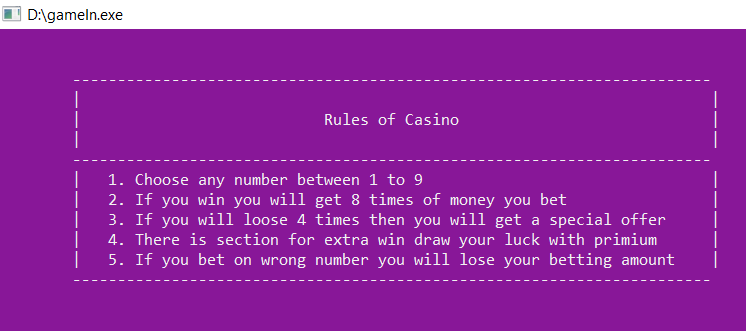 D:\gameIn.exe
Rules of Casino
1. Choose any number between 1 to 9
2. If you win you will get 8 times of money you bet
3. If you will loose 4 times then you will get a special offer
4. There is section for extra win draw your luck with primium
5. If you bet on wrong number you will lose your betting amount